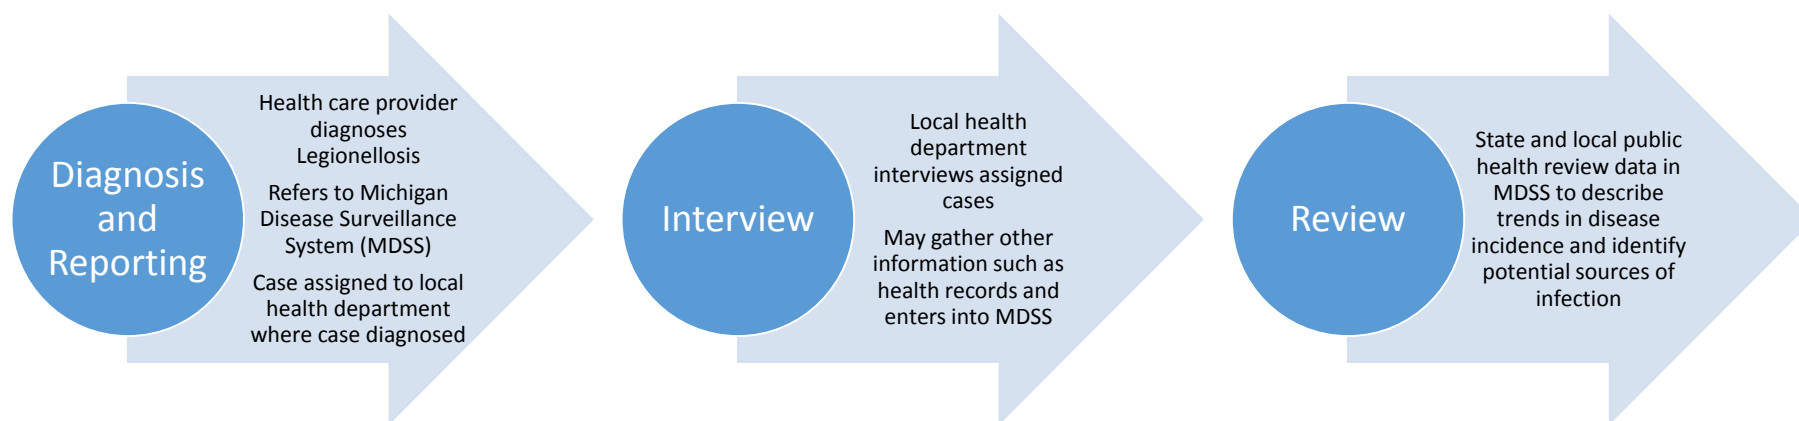 Diagnosis
and
Reporting
Health care provider
diagnoses
Legionellosis
Refers to Michigan
Disease Surveillance
System (MDSS)
Case assigned to local
health department
where case diagnosed
Interview
Local health
department
interviews assigned
cases
May gather other
information such as
health records and
enters into MDSS
Review
State and local public
health review data in
MDSS to describe
trends in disease
incidence and identify
potential sources of
infection